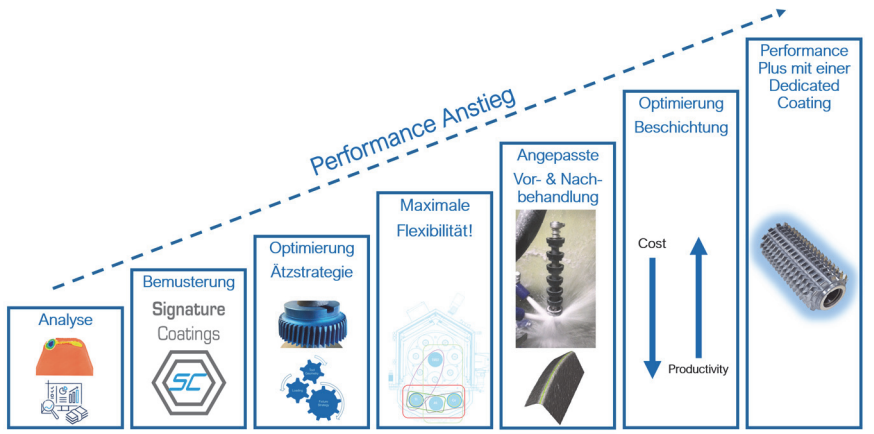 Performance Anstieg
Analyse
Bemusterung
Signature
Coatings
SC
Optimierung
Ätzstrategie
Maximale
Flexibilität!
Angepasste
Vor- & Nach-
behandlung
Optimierung
Beschichtung
Cost
Productivity
Performance
Plus mit einer
Dedicated
Coating